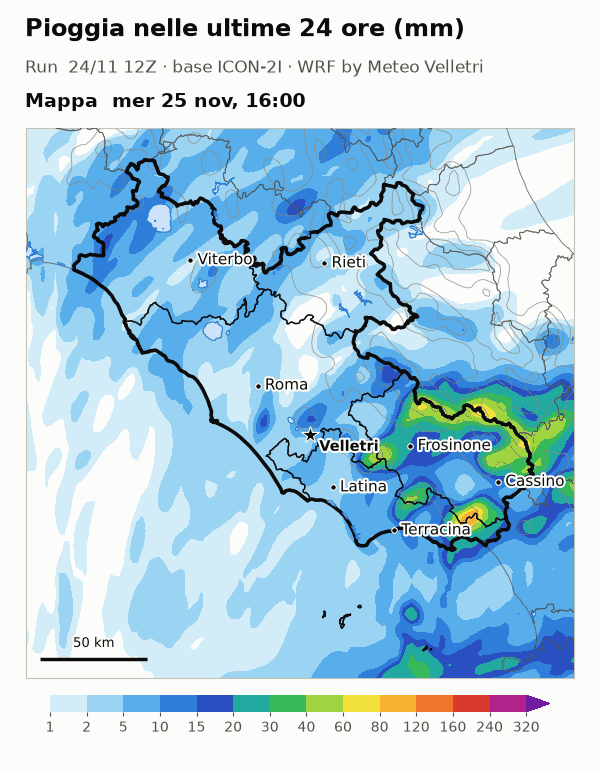 Pioggia nelle ultime 24 ore (mm)
Run  24/11 12Z · base ICON-2I · WRF by Meteo Velletri
Mappa  mer 25 nov, 16:00
Viterbo
Rieti
Roma
Velletri
Frosinone
Latina
Cassino
Terracina
50 km
1 2 5 10 15 20 30 40 60 80 120 160 240 320